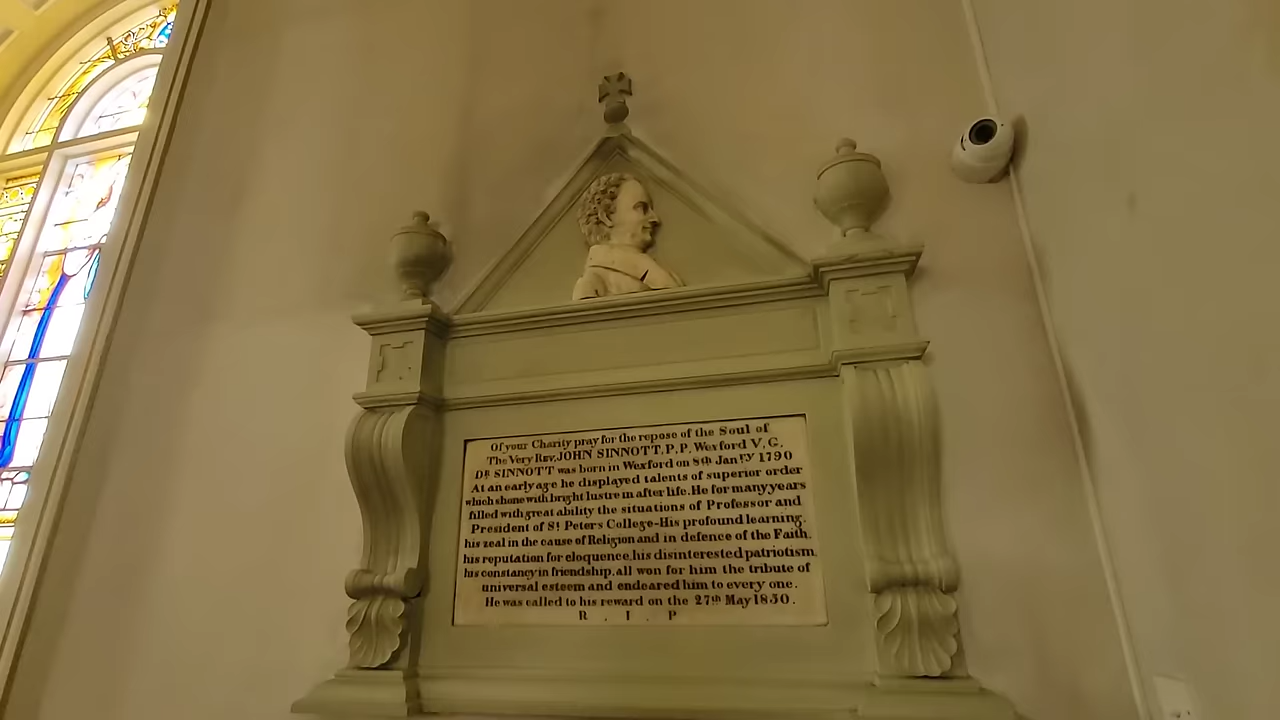 Of your Charity pray for the repose of the Soul of
The Very Rev. JOHN SINNOTT, P.P. Wexford V.G.
Dr. SINNOTT was born in Wexford on 8th Janry 1790
At an early age he displayed talents of superior order
which shone with bright lustre in after life. He for many years
filled with great ability the situations of Professor and
President of St. Peters College-His profound learning,
his zeal in the cause of Religion and in defence of the Faith,
his reputation for eloquence, his disinterested patriotism,
his constancy in friendship, all won for him the tribute of
universal esteem and endeared him to every one.
He was called to his reward on the 27th May 1850.
R . I . P